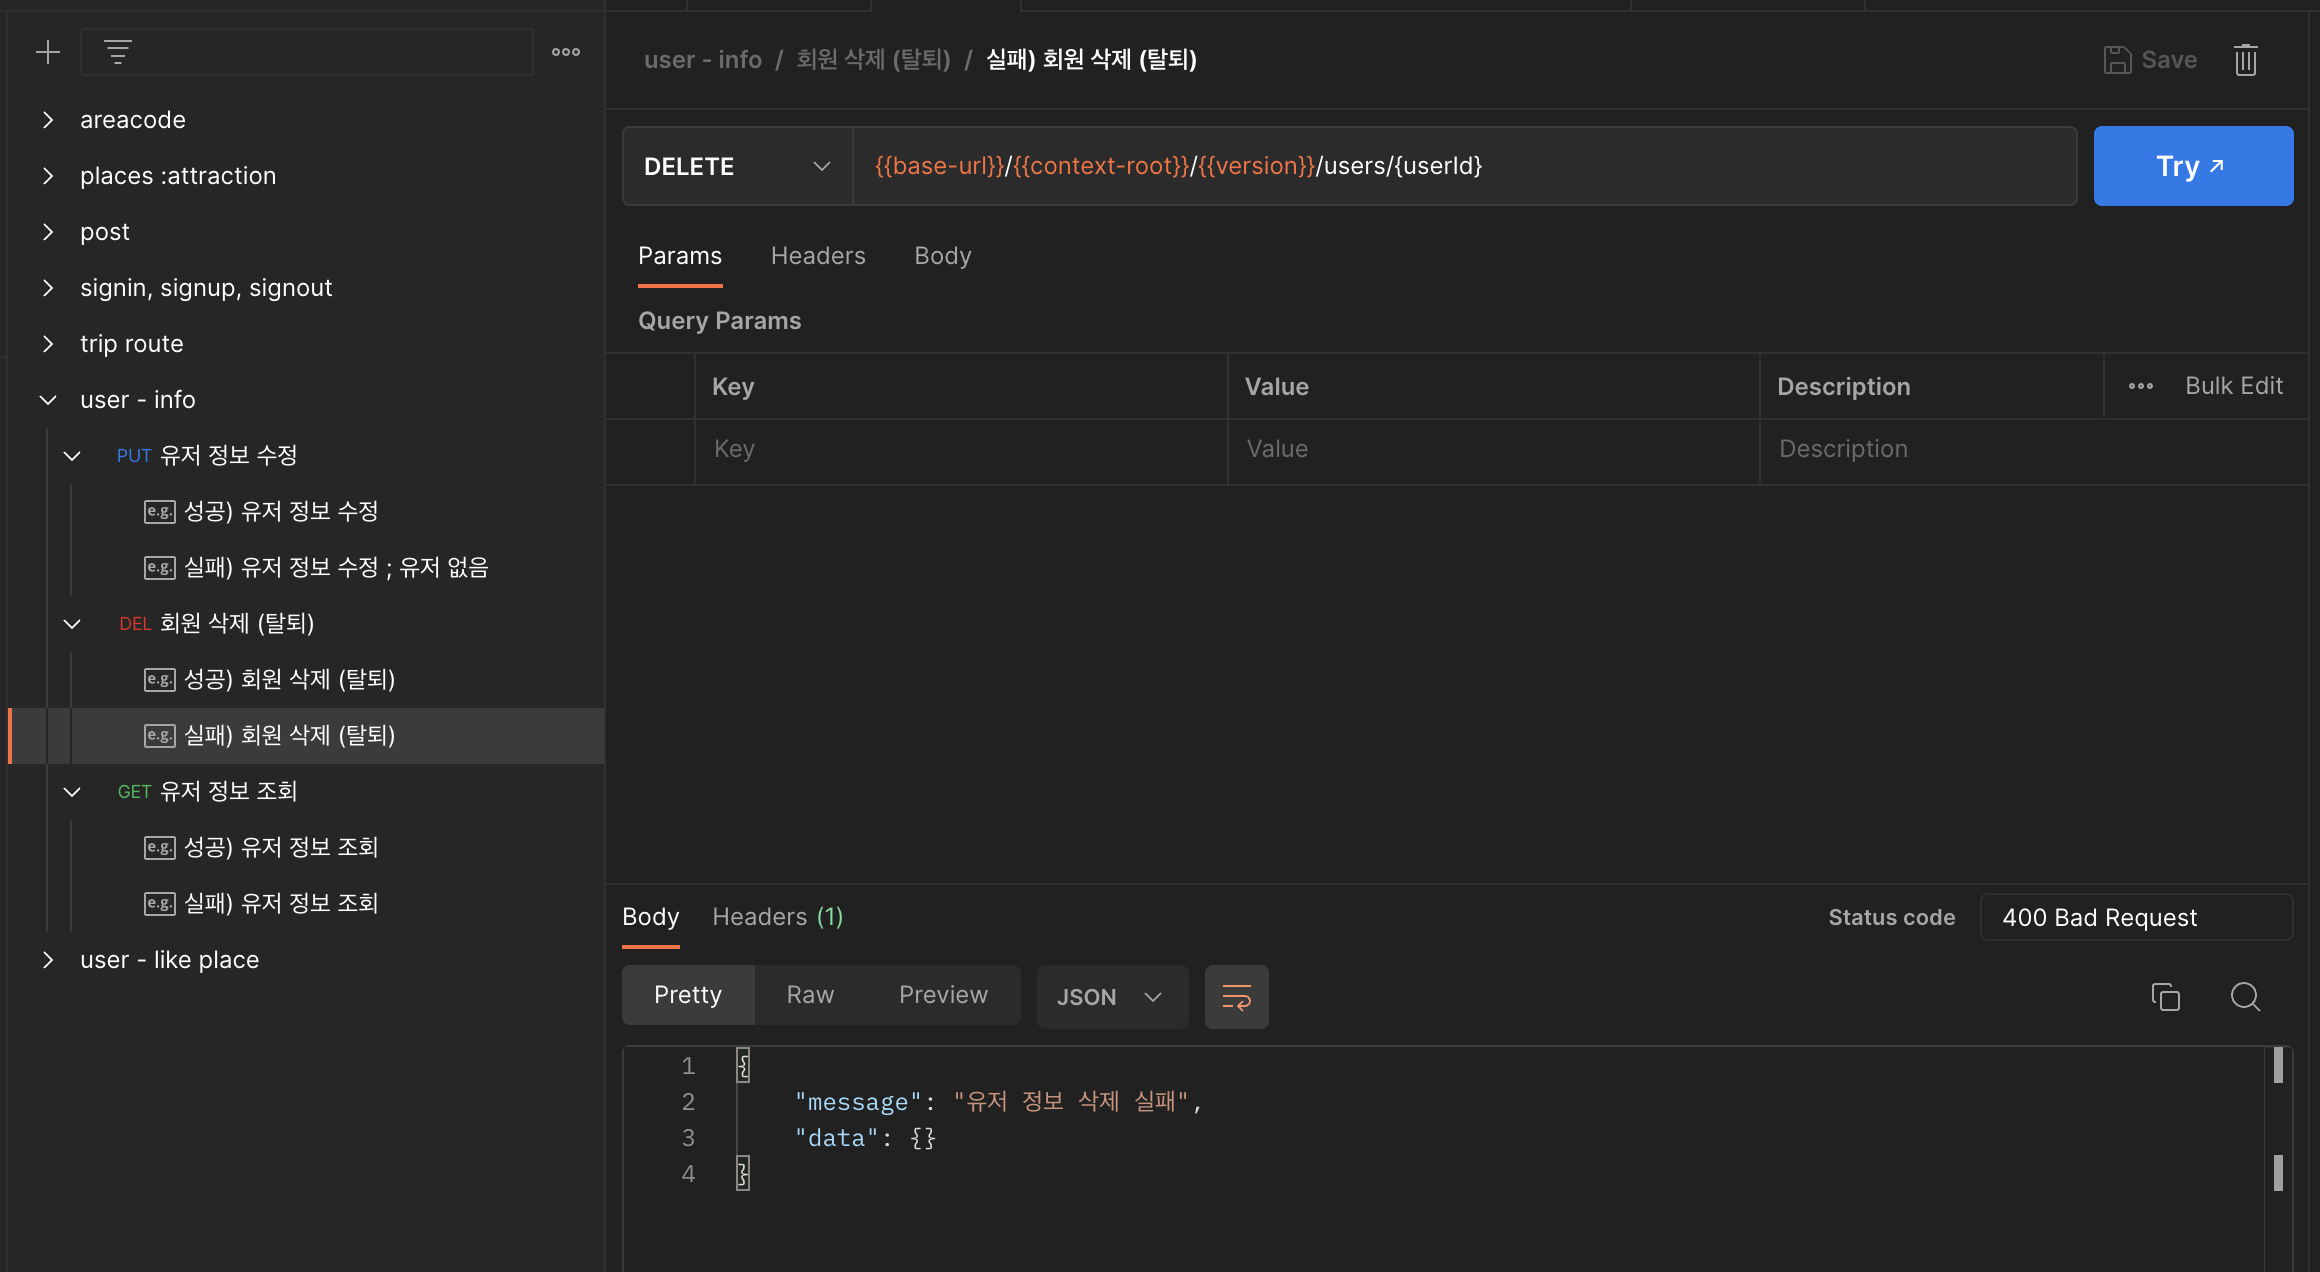 areacode
places :attraction
post
signin, signup, signout
trip route
user - info
PUT 유저 정보 수정
e.g. 성공) 유저 정보 수정
e.g. 실패) 유저 정보 수정 ; 유저 없음
DEL 회원 삭제 (탈퇴)
e.g. 성공) 회원 삭제 (탈퇴)
e.g. 실패) 회원 삭제 (탈퇴)
GET 유저 정보 조회
e.g. 성공) 유저 정보 조회
e.g. 실패) 유저 정보 조회
user - like place
user - info / 회원 삭제 (탈퇴) / 실패) 회원 삭제 (탈퇴)
Save
DELETE {{base-url}}/{{context-root}}/{{version}}/users/{userId}
Try ↗
Params Headers Body
Query Params
Key Value Description Bulk Edit
Key Value Description
Body Headers (1) Status code 400 Bad Request
Pretty Raw Preview JSON
1 {
2 "message": "유저 정보 삭제 실패",
3 "data": {}
4 }